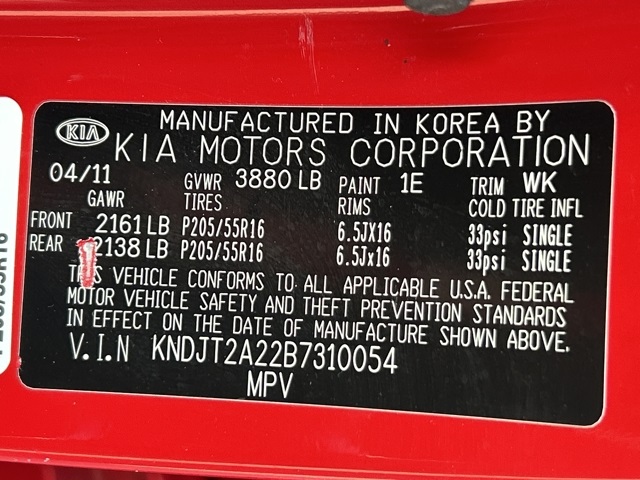 KIA
MANUFACTURED IN KOREA BY
KIA MOTORS CORPORATION
04/11 GVWR 3880 LB PAINT 1E TRIM WK
GAWR TIRES RIMS COLD TIRE INFL
FRONT 2161 LB P205/55R16 6.5JX16 33psi SINGLE
REAR 2138 LB P205/55R16 6.5Jx16 33psi SINGLE
THIS VEHICLE CONFORMS TO ALL APPLICABLE U.S.A. FEDERAL
MOTOR VEHICLE SAFETY AND THEFT PREVENTION STANDARDS
IN EFFECT ON THE DATE OF MANUFACTURE SHOWN ABOVE.
V.I.N KNDJT2A22B7310054
MPV